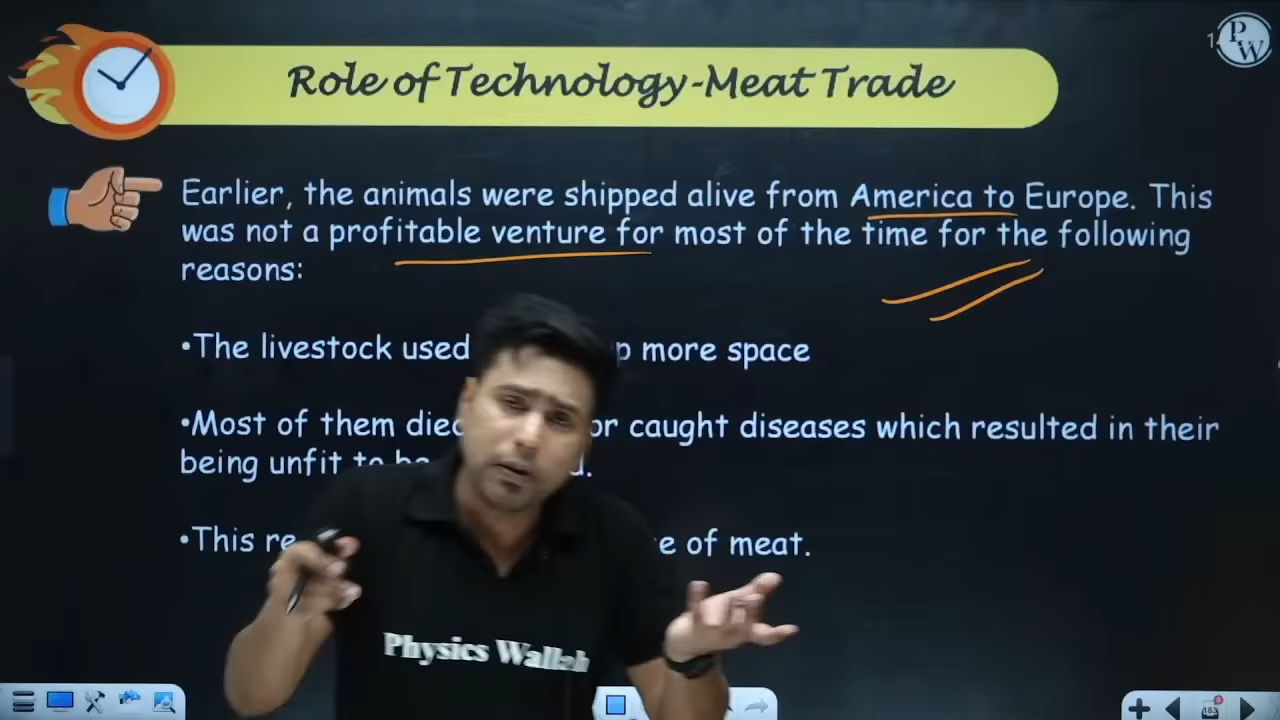 PW
Role of Technology-Meat Trade
Earlier, the animals were shipped alive from America to Europe. This
was not a profitable venture for most of the time for the following
reasons:
•The livestock used more space
•Most of them died or caught diseases which resulted in their
being unfit to
•This of meat.
Physics Wallah
183